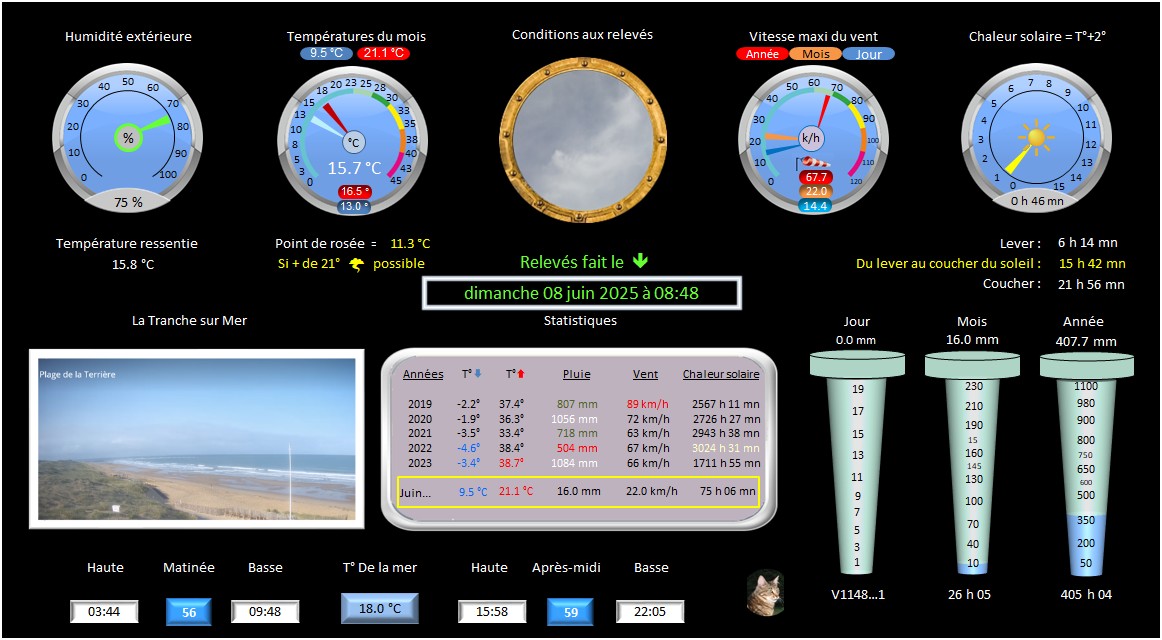 Humidité extérieure
Températures du mois
9.5 °C 21.1 °C
Conditions aux relevés
Vitesse maxi du vent
Année Mois Jour
Chaleur solaire = T°+2°
0 10 20 30 40 50 60 70 80 90 100
%
75 %
0 3 5 8 10 13 15 18 20 23 25 28 30 33 35 38 40 43 45
°C
15.7 °C
16.5 °
13.0 °
0 10 20 30 40 50 60 70 80 90 100 110 120
k/h
67.7
22.0
14.4
0 1 2 3 4 5 6 7 8 9 10 11 12 13 14 15
0 h 46 mn
Température ressentie
15.8 °C
Point de rosée = 11.3 °C
Si + de 21° possible
Relevés fait le
dimanche 08 juin 2025 à 08:48
Lever : 6 h 14 mn
Du lever au coucher du soleil : 15 h 42 mn
Coucher : 21 h 56 mn
La Tranche sur Mer
Plage de la Terrière
Statistiques
Années T° T° Pluie Vent Chaleur solaire
2019 -2.2° 37.4° 807 mm 89 km/h 2567 h 11 mn
2020 -1.9° 36.3° 1056 mm 72 km/h 2726 h 27 mn
2021 -3.5° 33.4° 718 mm 63 km/h 2943 h 38 mn
2022 -4.6° 38.4° 504 mm 67 km/h 3024 h 31 mn
2023 -3.4° 38.7° 1084 mm 66 km/h 1711 h 55 mn
Juin... 9.5 °C 21.1 °C 16.0 mm 22.0 km/h 75 h 06 mn
Jour
0.0 mm
19
17
15
13
11
9
7
5
3
1
V1148...1
Mois
16.0 mm
230
210
190
15
160
145
130
100
70
40
10
26 h 05
Année
407.7 mm
1100
980
900
800
750
650
600
500
350
200
50
405 h 04
Haute Matinée Basse
03:44 56 09:48
T° De la mer
18.0 °C
Haute Après-midi Basse
15:58 59 22:05